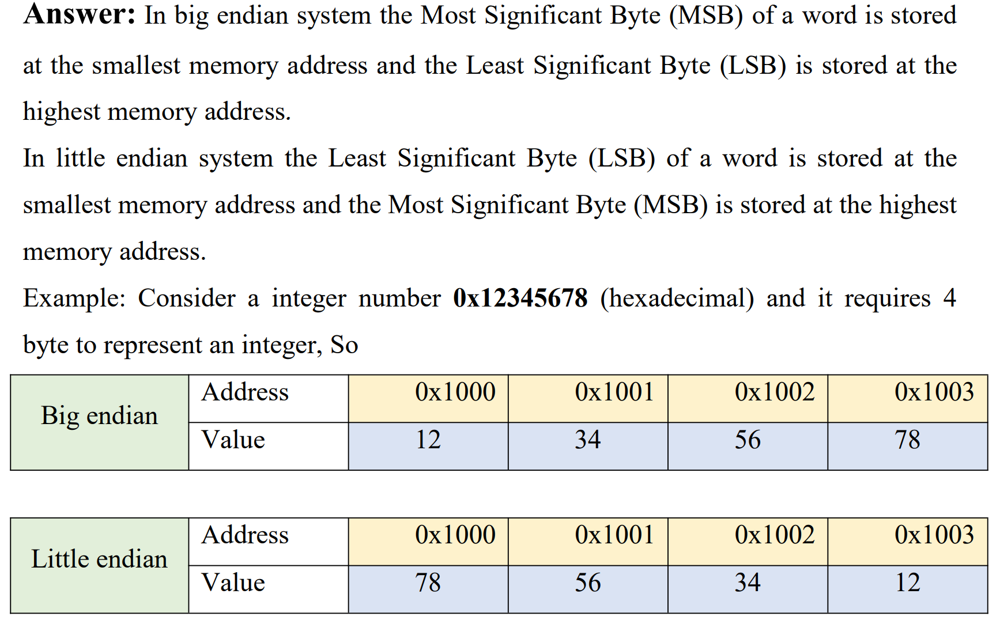 Answer: In big endian system the Most Significant Byte (MSB) of a word is stored
at the smallest memory address and the Least Significant Byte (LSB) is stored at the
highest memory address.
In little endian system the Least Significant Byte (LSB) of a word is stored at the
smallest memory address and the Most Significant Byte (MSB) is stored at the highest
memory address.
Example: Consider a integer number 0x12345678 (hexadecimal) and it requires 4
byte to represent an integer, So
Big endian
Address 0x1000 0x1001 0x1002 0x1003
Value 12 34 56 78
Little endian
Address 0x1000 0x1001 0x1002 0x1003
Value 78 56 34 12